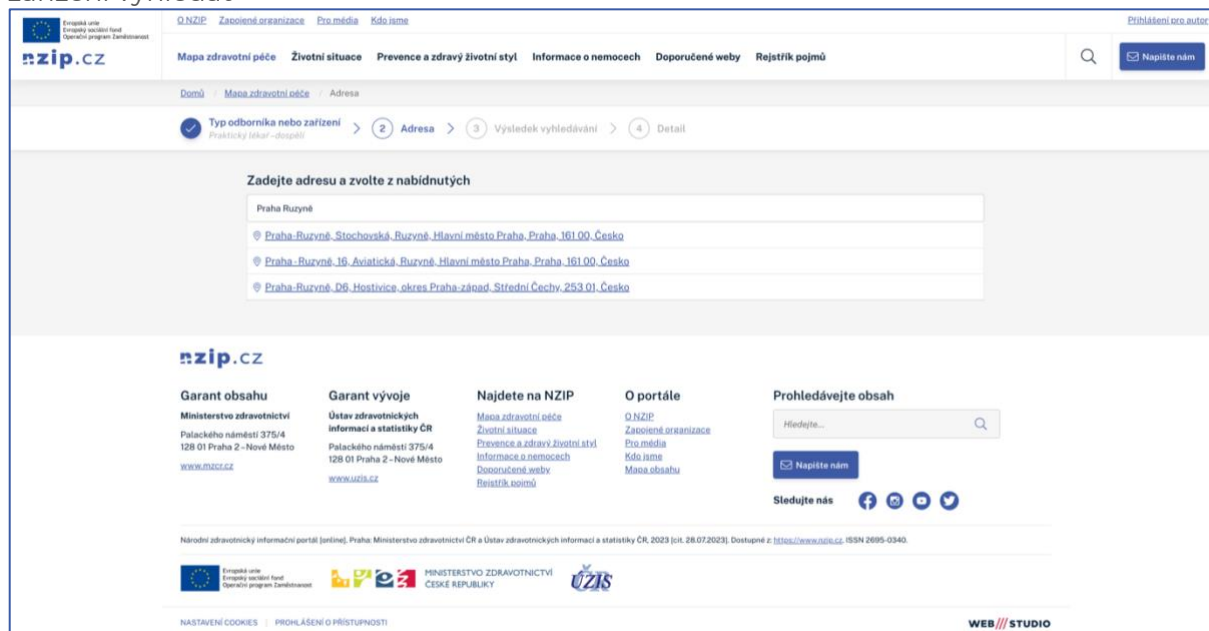 zařízení vyhledat
Evropská unie
Evropský sociální fond
Operační program Zaměstnanost
O NZIP Zapojené organizace Pro média Kdo jsme
Přihlášení pro autor
nzip.cz
Mapa zdravotní péče Životní situace Prevence a zdravý životní styl Informace o nemocech Doporučené weby Rejstřík pojmů
Napište nám
Domů / Mapa zdravotní péče / Adresa
Typ odborníka nebo zařízení
Praktický lékař – dospělí
2 Adresa
3 Výsledek vyhledávání
4 Detail
Zadejte adresu a zvolte z nabídnutých
Praha Ruzyně
Praha-Ruzyně, Stochovská, Ruzyně, Hlavní město Praha, Praha, 161 00, Česko
Praha - Ruzyně, 16, Aviatická, Ruzyně, Hlavní město Praha, Praha, 161 00, Česko
Praha-Ruzyně, D6, Hostivice, okres Praha-západ, Střední Čechy, 253 01, Česko
nzip.cz
Garant obsahu
Ministerstvo zdravotnictví
Palackého náměstí 375/4
128 01 Praha 2 – Nové Město
www.mzcr.cz
Garant vývoje
Ústav zdravotnických
informací a statistiky ČR
Palackého náměstí 375/4
128 01 Praha 2 – Nové Město
www.uzis.cz
Najdete na NZIP
Mapa zdravotní péče
Životní situace
Prevence a zdravý životní styl
Informace o nemocech
Doporučené weby
Rejstřík pojmů
O portále
O NZIP
Zapojené organizace
Pro média
Kdo jsme
Mapa obsahu
Prohledávejte obsah
Hledejte...
Napište nám
Sledujte nás
Národní zdravotnický informační portál [online]. Praha: Ministerstvo zdravotnictví ČR a Ústav zdravotnických informací a statistiky ČR, 2023 [cit. 28.07.2023]. Dostupné z: https://www.nzip.cz. ISSN 2695-0340.
Evropská unie
Evropský sociální fond
Operační program Zaměstnanost
MINISTERSTVO ZDRAVOTNICTVÍ
ČESKÉ REPUBLIKY
ÚZIS
NASTAVENÍ COOKIES | PROHLÁŠENÍ O PŘÍSTUPNOSTI
WEB///STUDIO